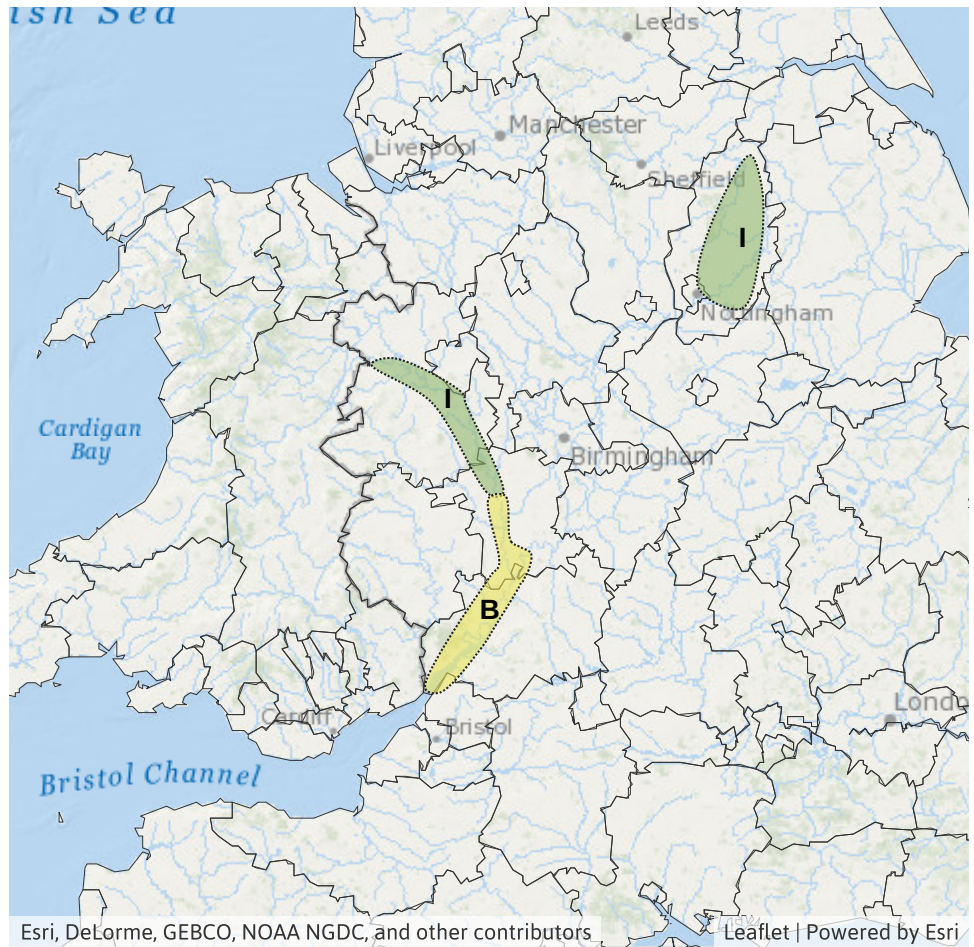 ish Sea
Leeds
Manchester
Liverpool
Sheffield
I
Nottingham
I
Cardigan
Bay
Birmingham
B
Londo
Cardiff
Bristol
Bristol Channel
Esri, DeLorme, GEBCO, NOAA NGDC, and other contributors
Leaflet | Powered by Esri